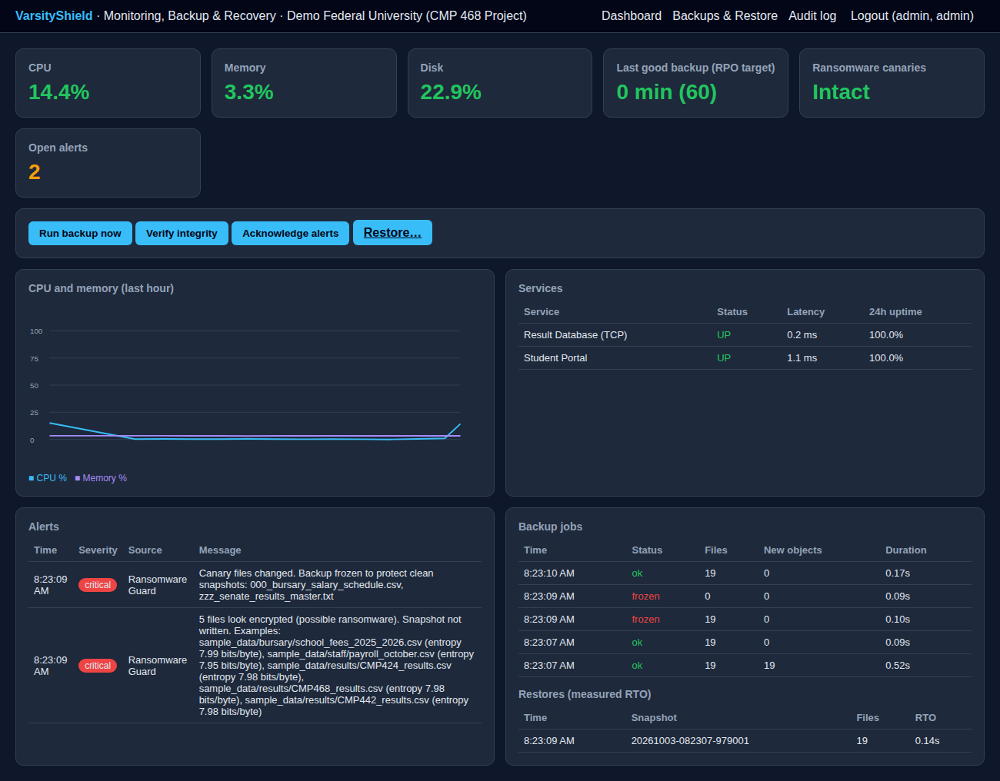 VarsityShield · Monitoring, Backup & Recovery · Demo Federal University (CMP 468 Project)
Dashboard Backups & Restore Audit log Logout (admin, admin)
CPU
14.4%
Memory
3.3%
Disk
22.9%
Last good backup (RPO target)
0 min (60)
Ransomware canaries
Intact
Open alerts
2
Run backup now Verify integrity Acknowledge alerts Restore…
CPU and memory (last hour)
100
75
50
25
0
■ CPU % ■ Memory %
Services
Service Status Latency 24h uptime
Result Database (TCP) UP 0.2 ms 100.0%
Student Portal UP 1.1 ms 100.0%
Alerts
Time Severity Source Message
8:23:09
AM
critical
Ransomware
Guard
Canary files changed. Backup frozen to protect clean
snapshots: 000_bursary_salary_schedule.csv,
zzz_senate_results_master.txt
8:23:09
AM
critical
Ransomware
Guard
5 files look encrypted (possible ransomware). Snapshot not
written. Examples:
sample_data/bursary/school_fees_2025_2026.csv (entropy
7.99 bits/byte), sample_data/staff/payroll_october.csv (entropy
7.95 bits/byte), sample_data/results/CMP424_results.csv
(entropy 7.98 bits/byte),
sample_data/results/CMP468_results.csv (entropy 7.98
bits/byte), sample_data/results/CMP442_results.csv (entropy
7.98 bits/byte)
Backup jobs
Time Status Files New objects Duration
8:23:10 AM ok 19 0 0.17s
8:23:09 AM frozen 0 0 0.09s
8:23:09 AM frozen 19 0 0.10s
8:23:07 AM ok 19 0 0.09s
8:23:07 AM ok 19 19 0.52s
Restores (measured RTO)
Time Snapshot Files RTO
8:23:09 AM 20261003-082307-979001 19 0.14s